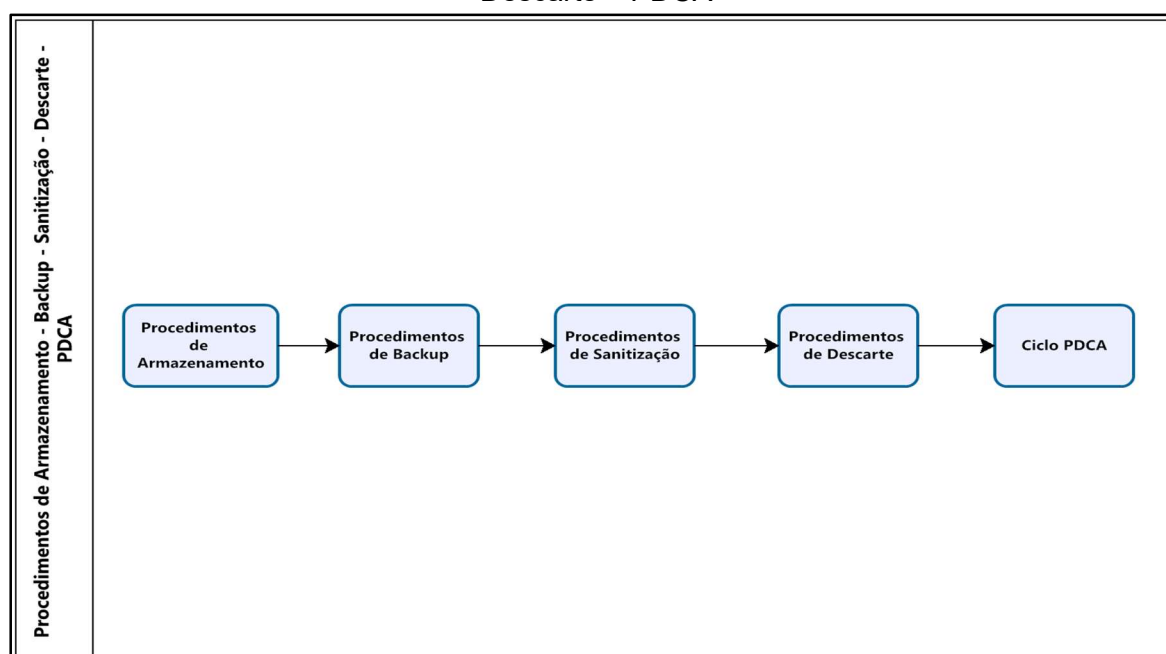 Procedimentos de Armazenamento - Backup - Sanitização - Descarte -
PDCA
Procedimentos
de
Armazenamento
Procedimentos
de Backup
Procedimentos
de Sanitização
Procedimentos
de Descarte
Ciclo PDCA